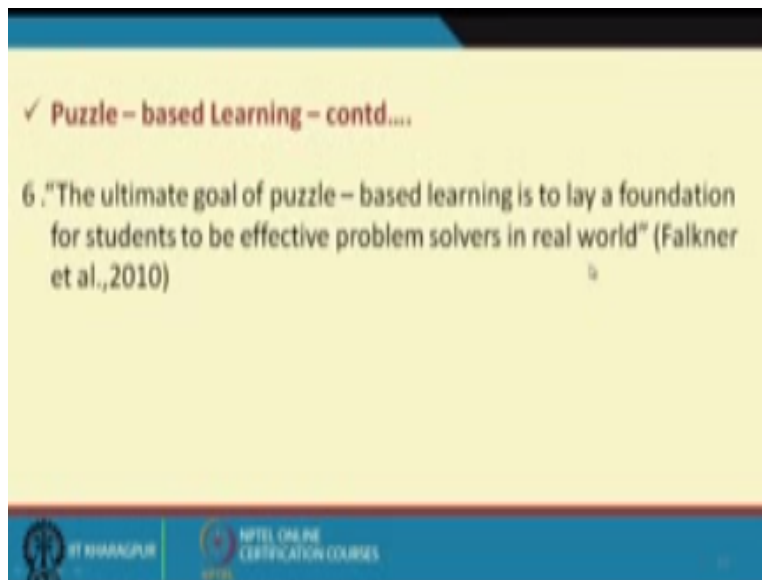 ✓ Puzzle – based Learning – contd....
6 ."The ultimate goal of puzzle – based learning is to lay a foundation
for students to be effective problem solvers in real world" (Falkner
et al.,2010)
IIT KHARAGPUR
NPTEL ONLINE
CERTIFICATION COURSES
NPTEL